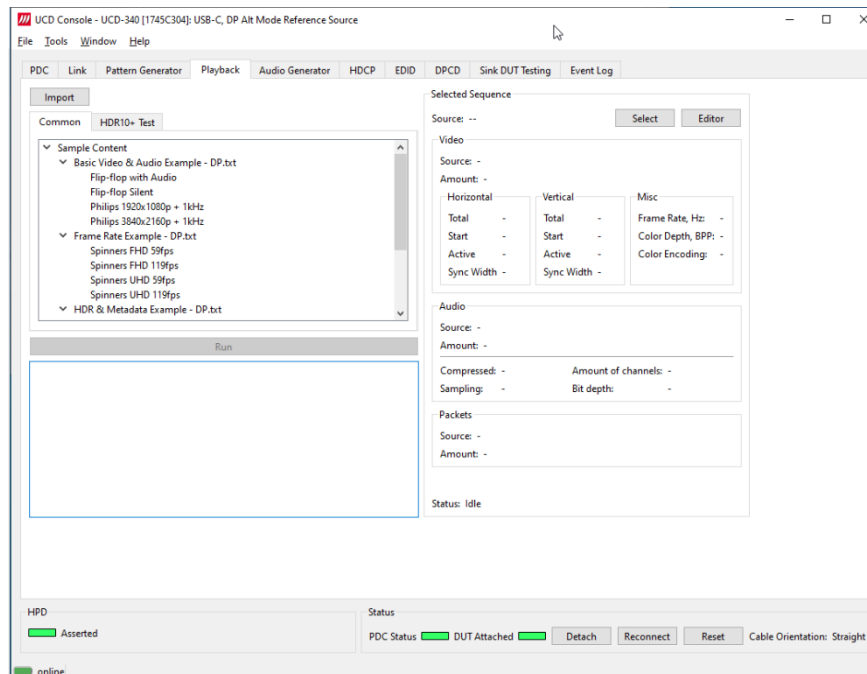 UCD Console - UCD-340 [1745C304]: USB-C, DP Alt Mode Reference Source
File Tools Window Help
PDC Link Pattern Generator Playback Audio Generator HDCP EDID DPCD Sink DUT Testing Event Log
Import
Common HDR10+ Test
Sample Content
Basic Video & Audio Example - DP.txt
Flip-flop with Audio
Flip-flop Silent
Philips 1920x1080p + 1kHz
Philips 3840x2160p + 1kHz
Frame Rate Example - DP.txt
Spinners FHD 59fps
Spinners FHD 119fps
Spinners UHD 59fps
Spinners UHD 119fps
HDR & Metadata Example - DP.txt
Run
Selected Sequence
Source: -- Select Editor
Video
Source: -
Amount: -
Horizontal Vertical Misc
Total - Total - Frame Rate, Hz: -
Start - Start - Color Depth, BPP: -
Active - Active - Color Encoding: -
Sync Width - Sync Width -
Audio
Source: -
Amount: -
Compressed: - Amount of channels: -
Sampling: - Bit depth: -
Packets
Source: -
Amount: -
Status: Idle
HPD Status
Asserted PDC Status DUT Attached Detach Reconnect Reset Cable Orientation: Straight
online